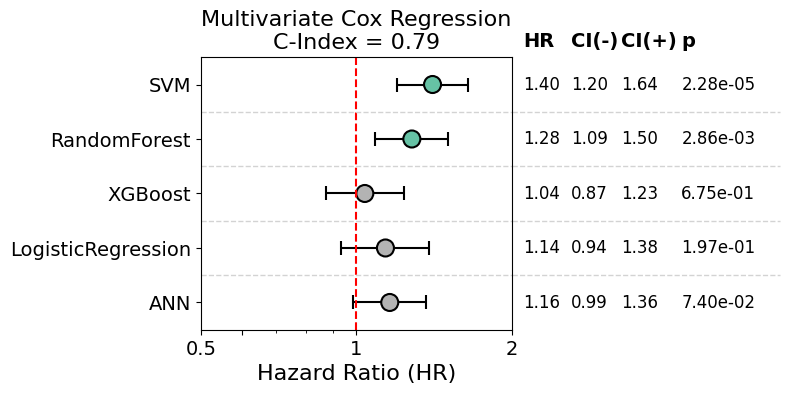 Multivariate Cox Regression
C-Index = 0.79
HR CI(-) CI(+) p
SVM 1.40 1.20 1.64 2.28e-05
RandomForest 1.28 1.09 1.50 2.86e-03
XGBoost 1.04 0.87 1.23 6.75e-01
LogisticRegression 1.14 0.94 1.38 1.97e-01
ANN 1.16 0.99 1.36 7.40e-02
0.5 1 2
Hazard Ratio (HR)